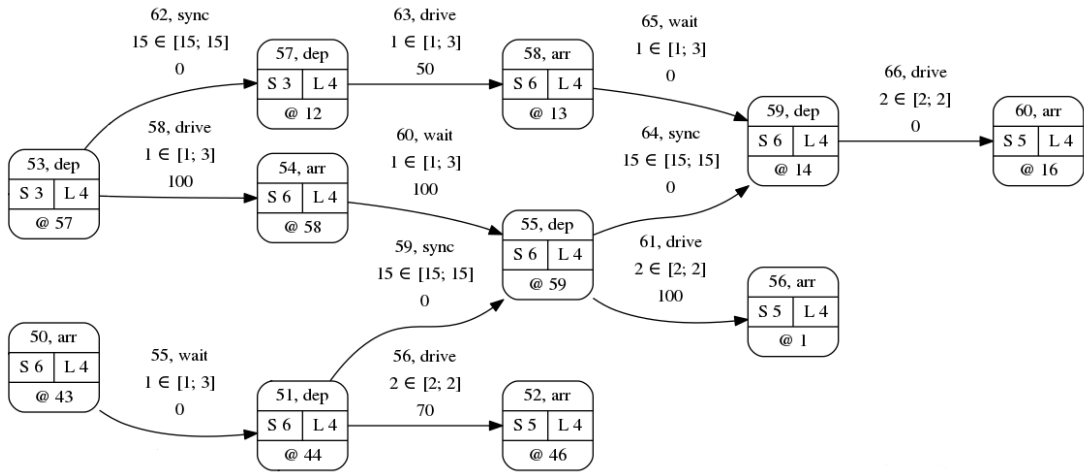 62, sync
15 ∈ [15; 15]
0
63, drive
1 ∈ [1; 3]
50
65, wait
1 ∈ [1; 3]
0
57, dep
S 3 L 4
@ 12
58, arr
S 6 L 4
@ 13
66, drive
2 ∈ [2; 2]
0
59, dep
S 6 L 4
@ 14
60, arr
S 5 L 4
@ 16
58, drive
1 ∈ [1; 3]
100
60, wait
1 ∈ [1; 3]
100
64, sync
15 ∈ [15; 15]
0
53, dep
S 3 L 4
@ 57
54, arr
S 6 L 4
@ 58
55, dep
S 6 L 4
@ 59
59, sync
15 ∈ [15; 15]
0
61, drive
2 ∈ [2; 2]
100
56, arr
S 5 L 4
@ 1
50, arr
S 6 L 4
@ 43
55, wait
1 ∈ [1; 3]
0
56, drive
2 ∈ [2; 2]
70
51, dep
S 6 L 4
@ 44
52, arr
S 5 L 4
@ 46